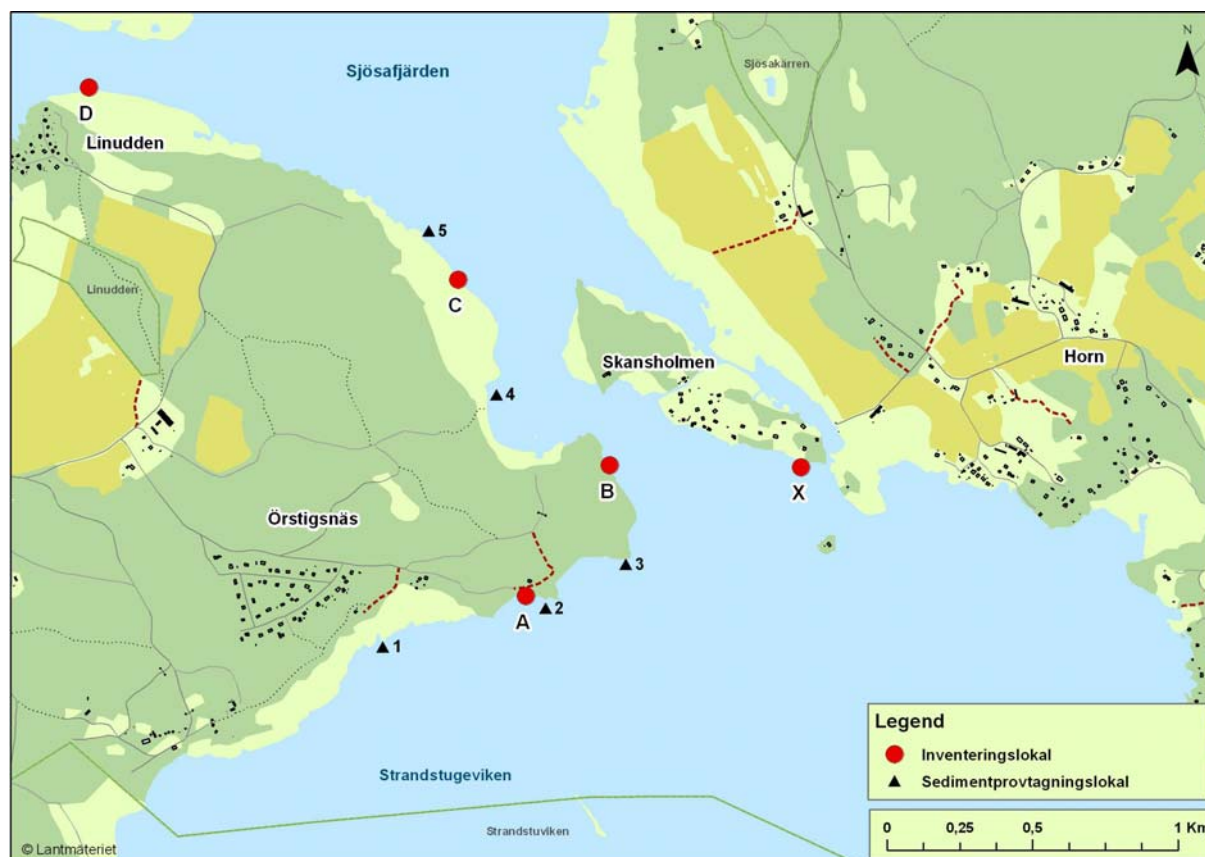 Sjösafjärden
Sjösakärren
N
D
Linudden
5
Linudden
C
Skansholmen
Horn
4
B
X
Örstigsnäs
3
A
2
1
Legend
Inventeringslokal
Sedimentprovtagningslokal
Strandstugeviken
Strandstuviken
0 0,25 0,5 1 Km
© Lantmäteriet